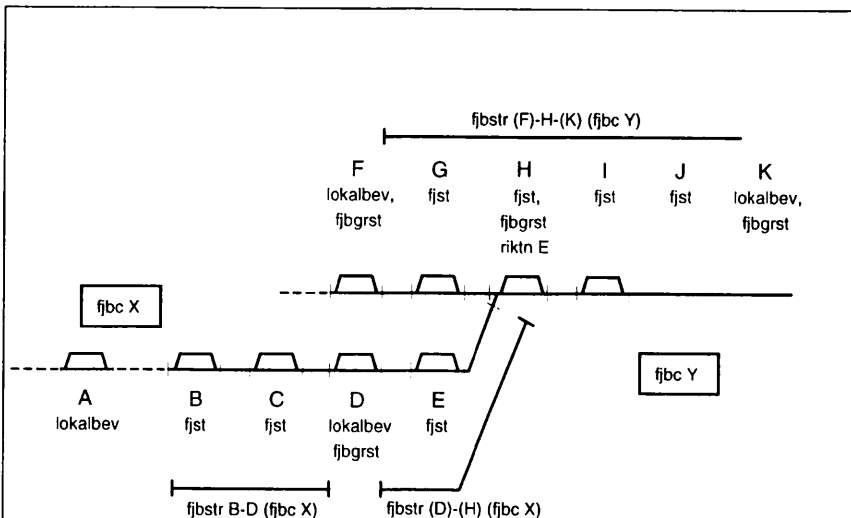 fjbstr (F)-H-(K) (fjbc Y)
F G H I J K
lokalbev, fjst fjst, fjst fjst lokalbev,
fjbgrst fjbgrst fjbgrst
riktn E
fjbc X
fjbc Y
A B C D E
lokalbev fjst fjst lokalbev fjst
fjbgrst
fjbstr B-D (fjbc X) fjbstr (D)-(H) (fjbc X)